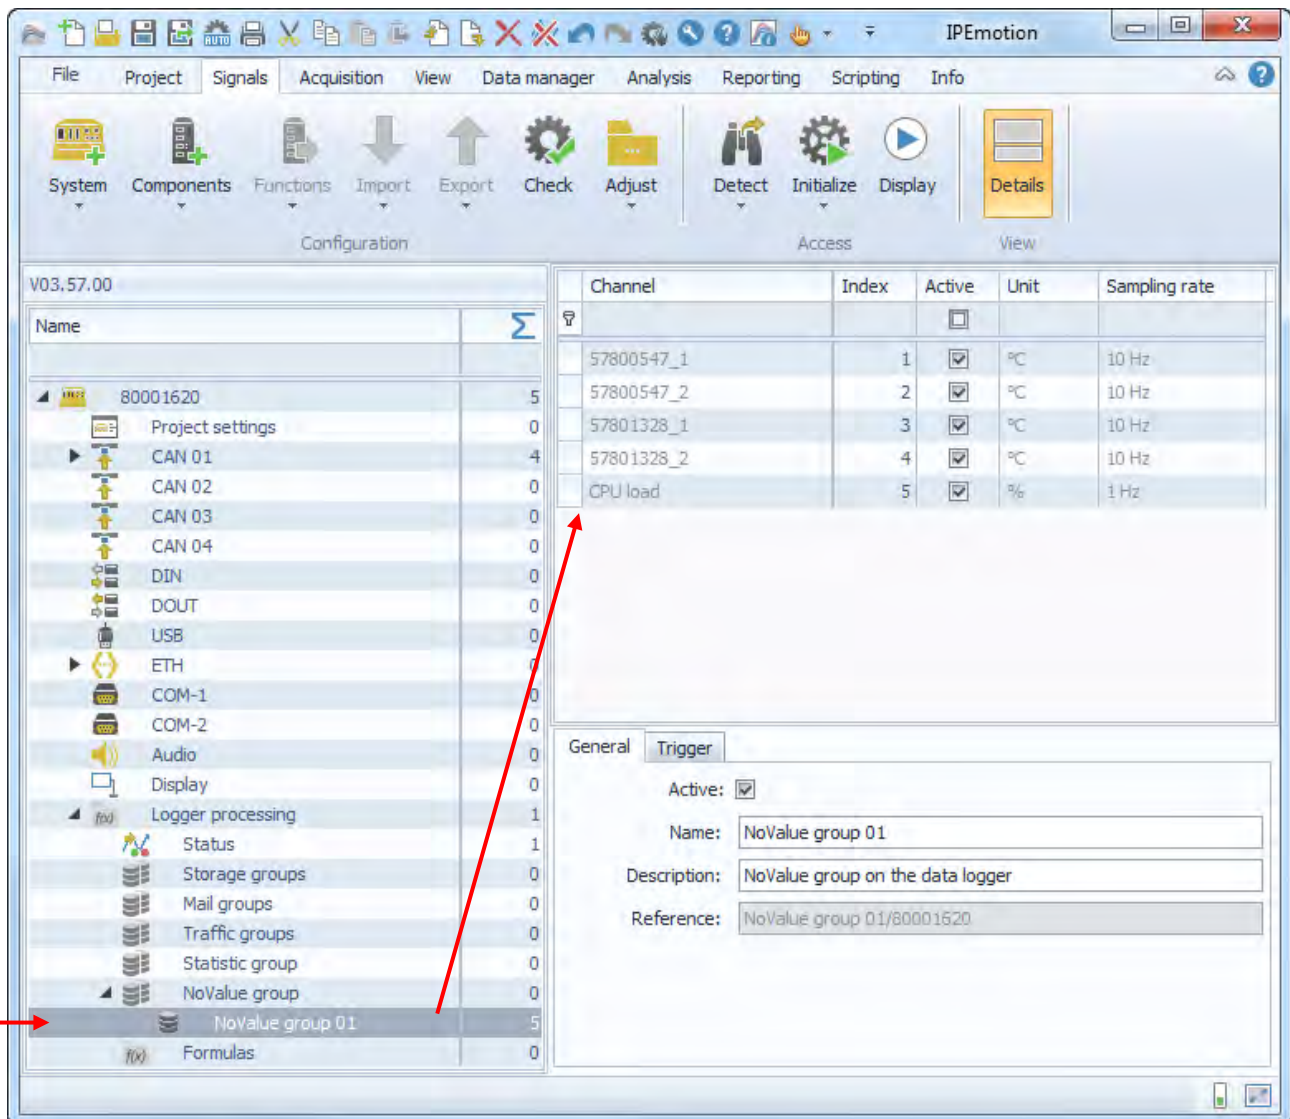 IPEmotion
File Project Signals Acquisition View Data manager Analysis Reporting Scripting Info
System Components Functions Import Export Check Adjust Detect Initialize Display Details
Configuration Access View
V03.57.00
Name
80001620 5
Project settings 0
CAN 01 4
CAN 02 0
CAN 03 0
CAN 04 0
DIN 0
DOUT 0
USB 0
ETH 0
COM-1 0
COM-2 0
Audio 0
Display 0
f(x) Logger processing 1
Status 1
Storage groups 0
Mail groups 0
Traffic groups 0
Statistic group 0
NoValue group 0
NoValue group 01 5
f(x) Formulas 0
Channel Index Active Unit Sampling rate
57800547_1 1 °C 10 Hz
57800547_2 2 °C 10 Hz
57801328_1 3 °C 10 Hz
57801328_2 4 °C 10 Hz
CPU load 5 % 1 Hz
General Trigger
Active:
Name: NoValue group 01
Description: NoValue group on the data logger
Reference: NoValue group 01/80001620